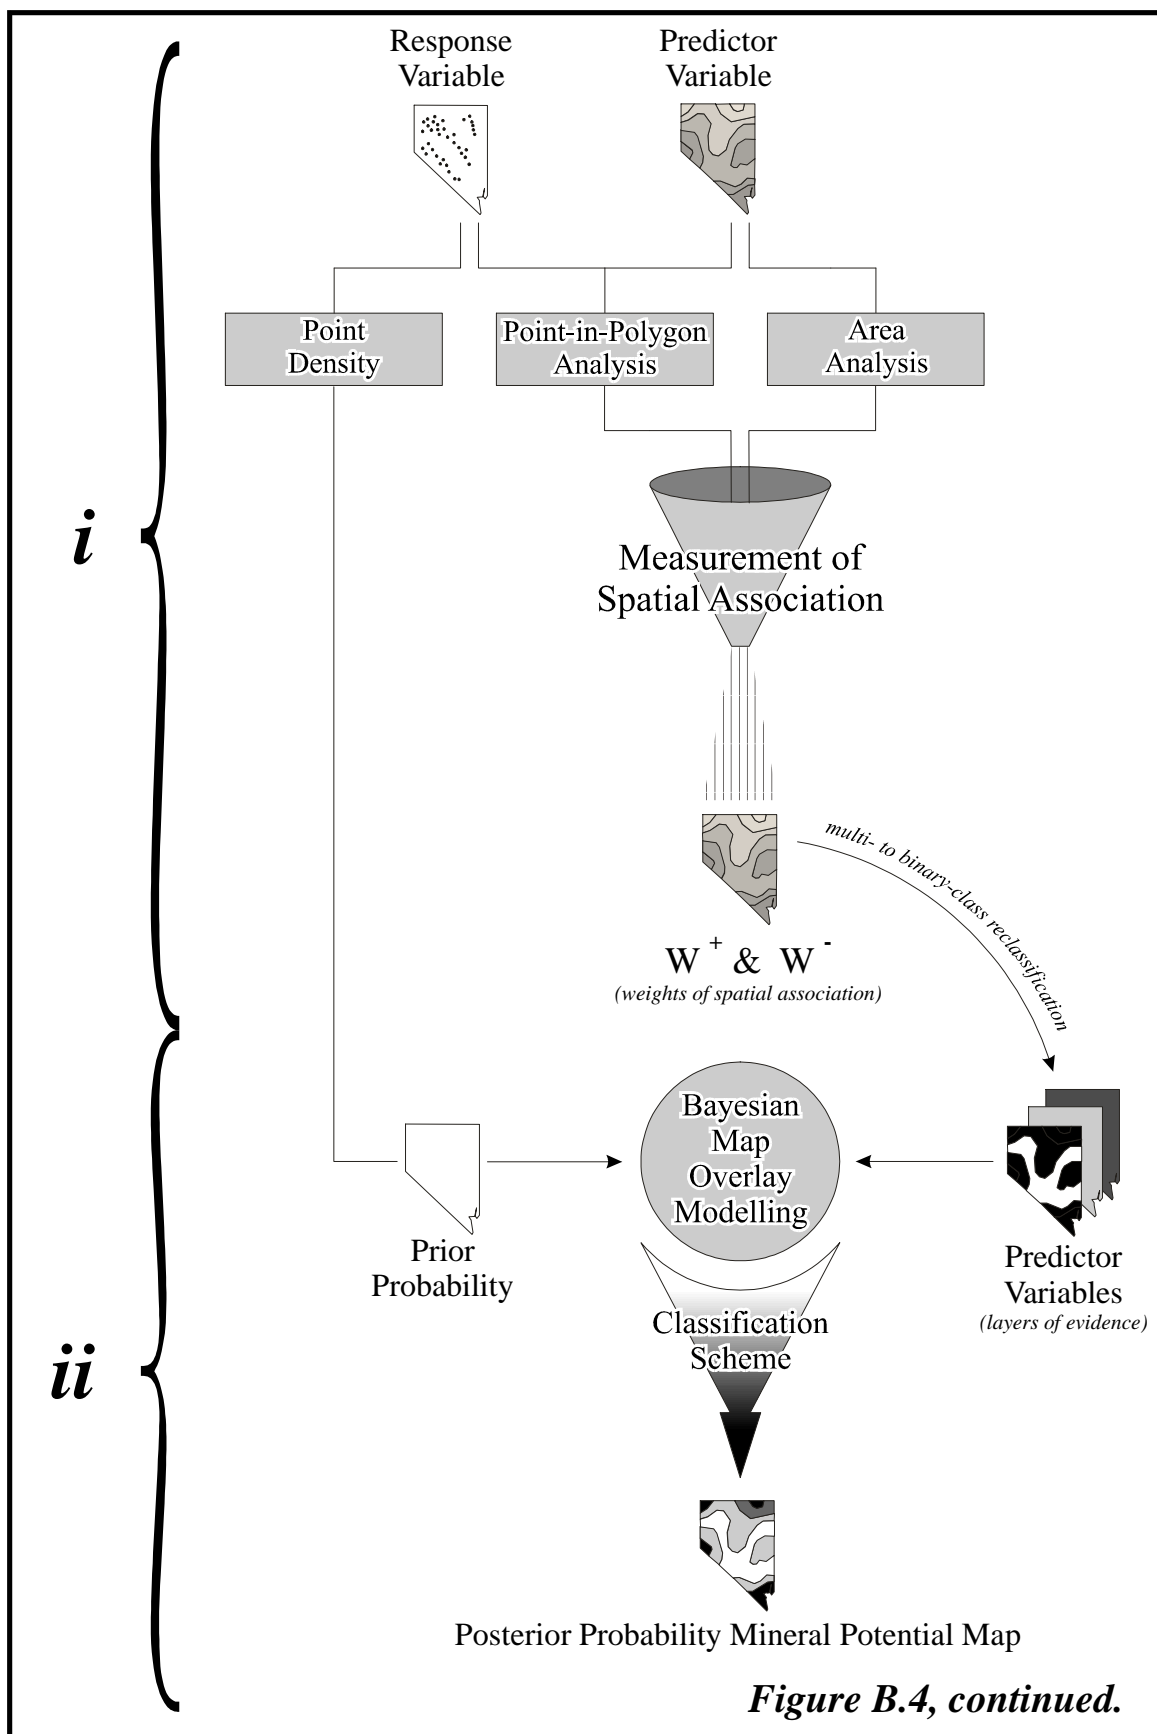 Response
Variable
Predictor
Variable
Point
Density
Point-in-Polygon
Analysis
Area
Analysis
i
Measurement of
Spatial Association
multi- to binary-class reclassification
W + & W -
(weights of spatial association)
Bayesian
Map
Overlay
Modelling
Prior
Probability
Predictor
Variables
(layers of evidence)
Classification
Scheme
ii
Posterior Probability Mineral Potential Map
Figure B.4, continued.